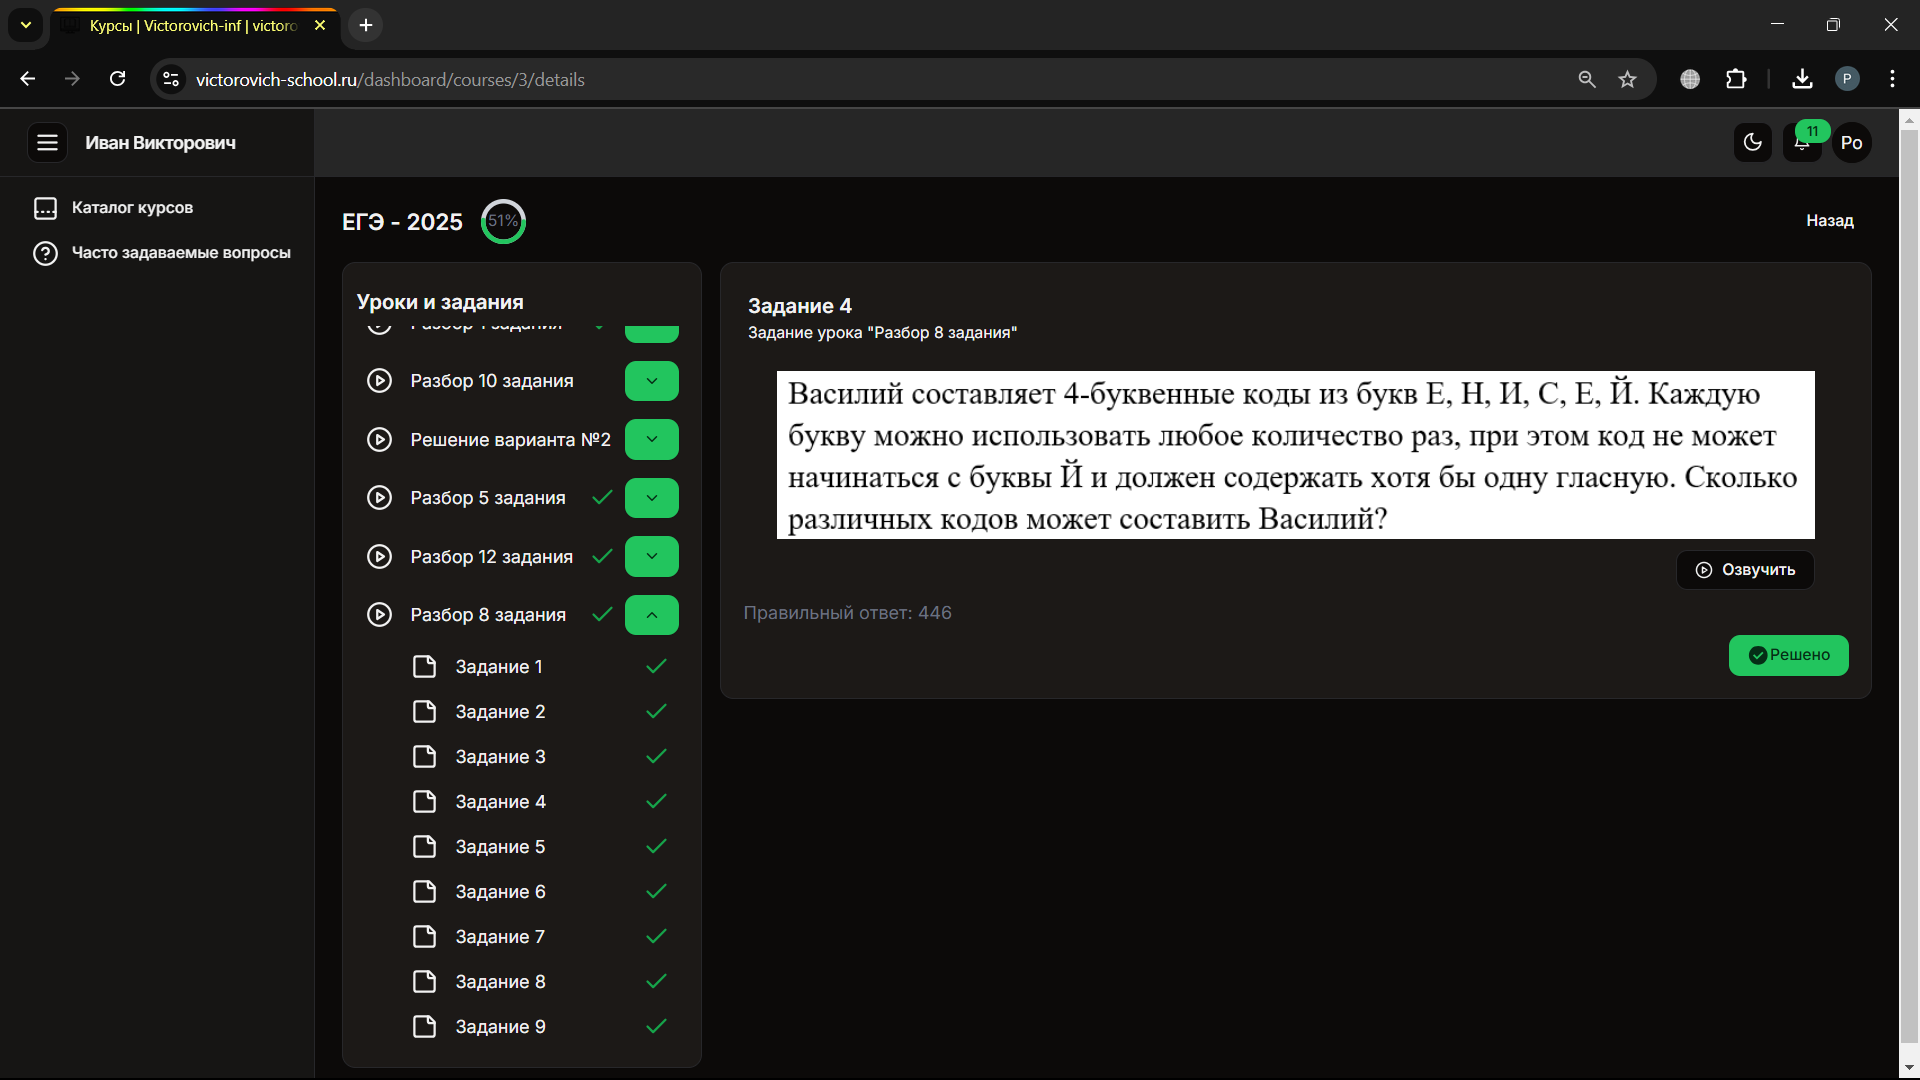 Курсы | Victorovich-inf | victoro
victorovich-school.ru/dashboard/courses/3/details
P
Иван Викторович
11
Po
Каталог курсов
Часто задаваемые вопросы
ЕГЭ - 2025
51%
Назад
Уроки и задания
Разбор 10 задания
Решение варианта №2
Разбор 5 задания
Разбор 12 задания
Разбор 8 задания
Задание 1
Задание 2
Задание 3
Задание 4
Задание 5
Задание 6
Задание 7
Задание 8
Задание 9
Задание 4
Задание урока "Разбор 8 задания"
Василий составляет 4-буквенные коды из букв Е, Н, И, С, Е, Й. Каждую
букву можно использовать любое количество раз, при этом код не может
начинаться с буквы Й и должен содержать хотя бы одну гласную. Сколько
различных кодов может составить Василий?
Озвучить
Правильный ответ: 446
Решено